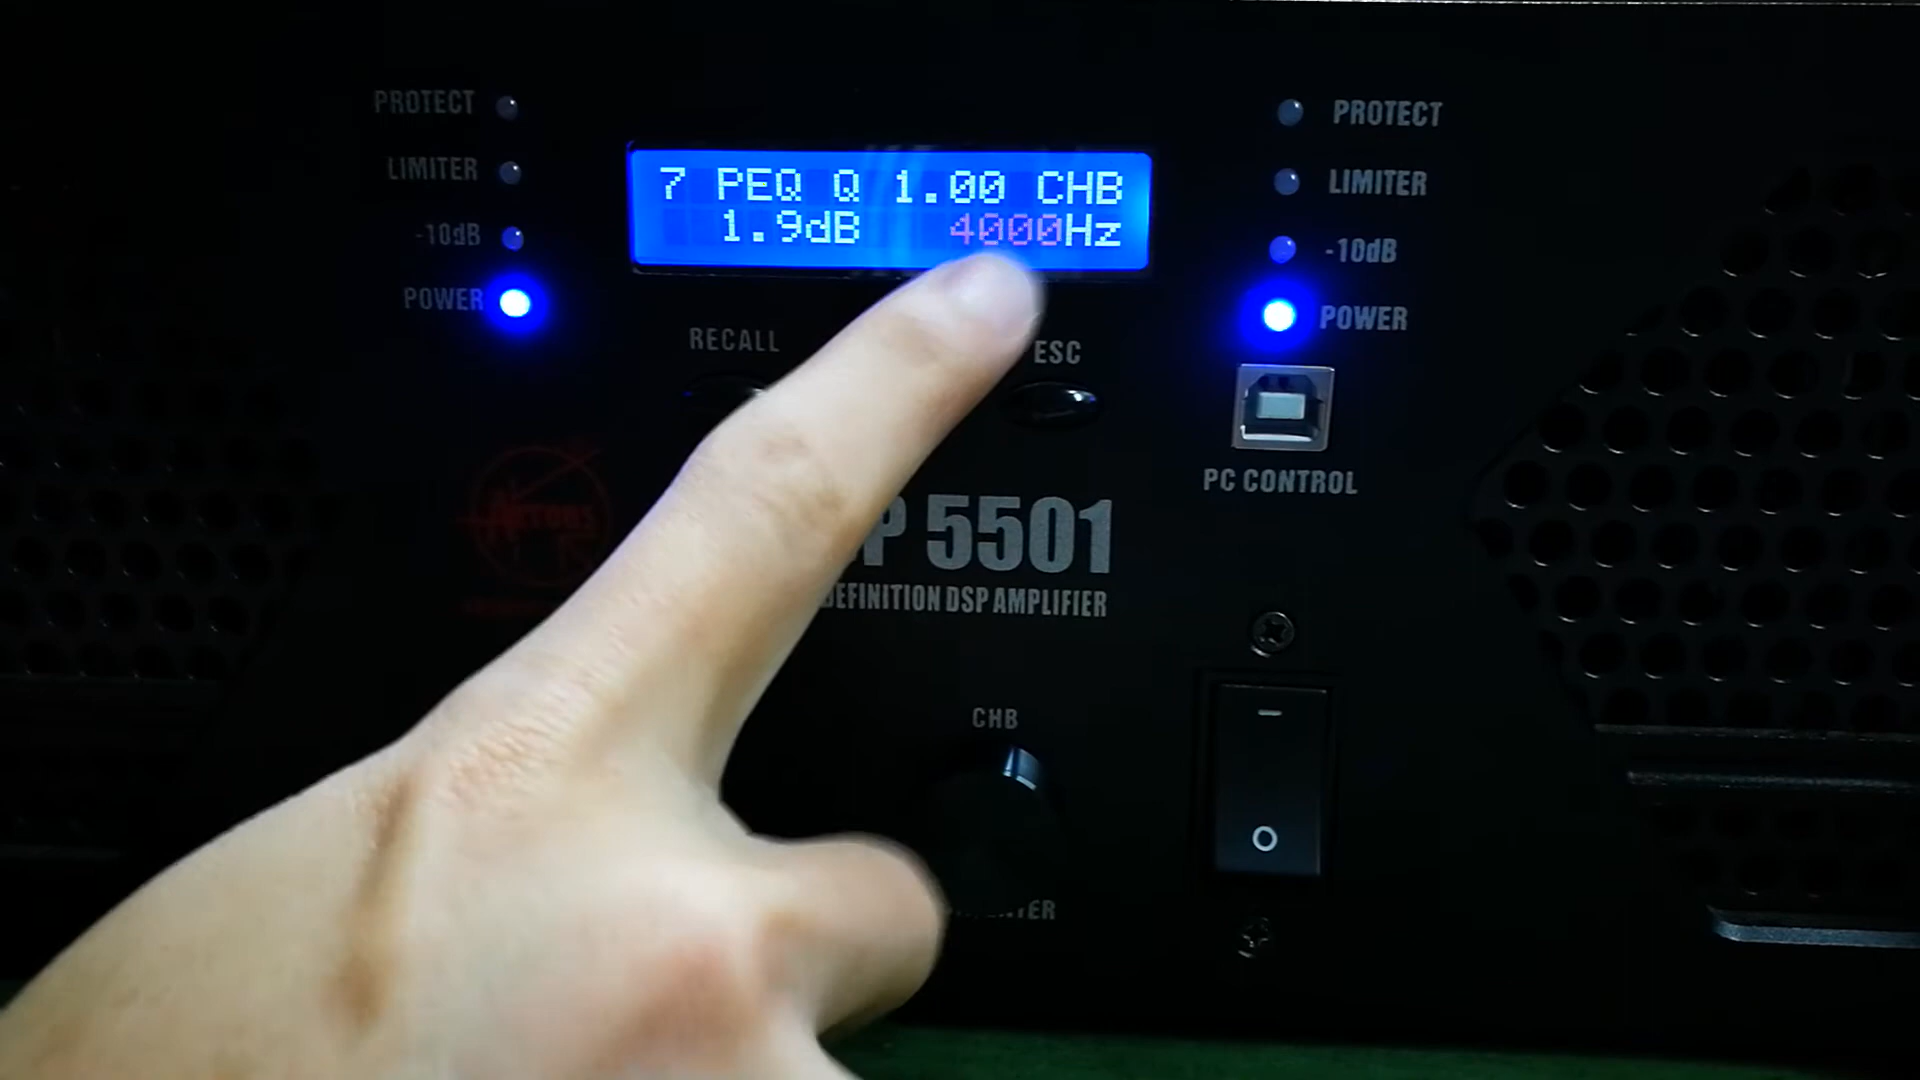 PROTECT
LIMITER
-10dB
POWER
7 PEQ Q 1.00 CHB
1.9dB 4000Hz
RECALL
ESC
PROTECT
LIMITER
-10dB
POWER
PC CONTROL
5501
DSP AMPLIFIER
CHB